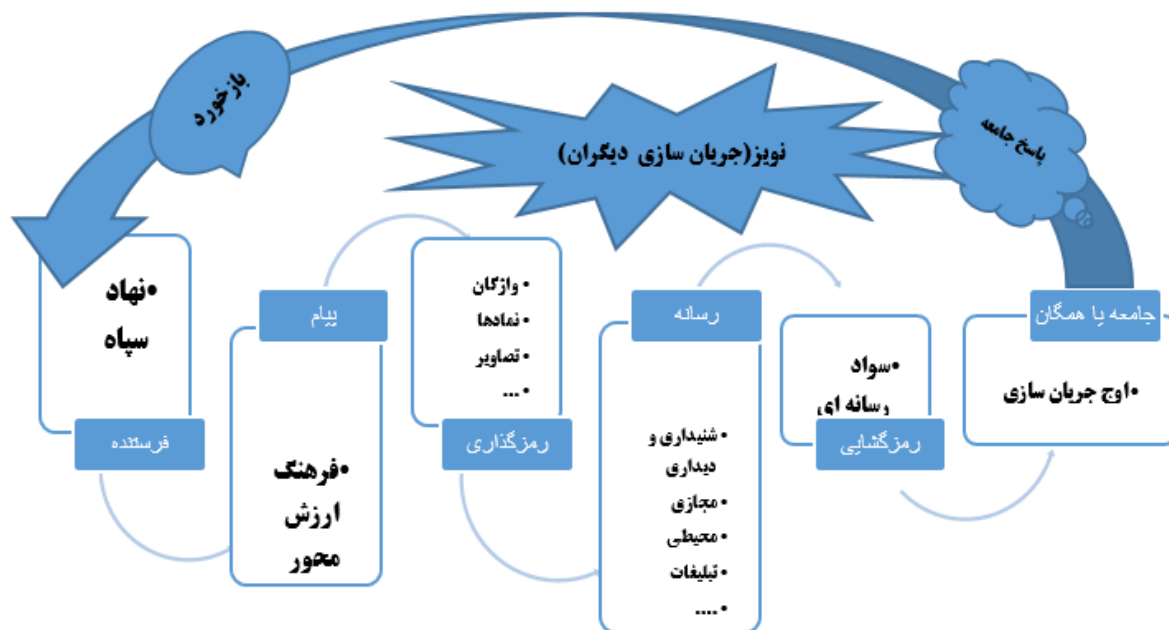 بازخورد
نویز(جریان سازی دیگران)
پاسخ جامعه
•نهاد
سپاه
فرستنده
پیام
•فرهنگ
ارزش
محور
•واژگان
•نمادها
•تصاویر
•...
رمزگذاری
رسانه
•شنیداری و
دیداری
•مجازی
•محیطی
•تبلیغات
•....
•سواد
رسانه ای
رمزگشایی
جامعه یا همگان
•اوج جریان سازی